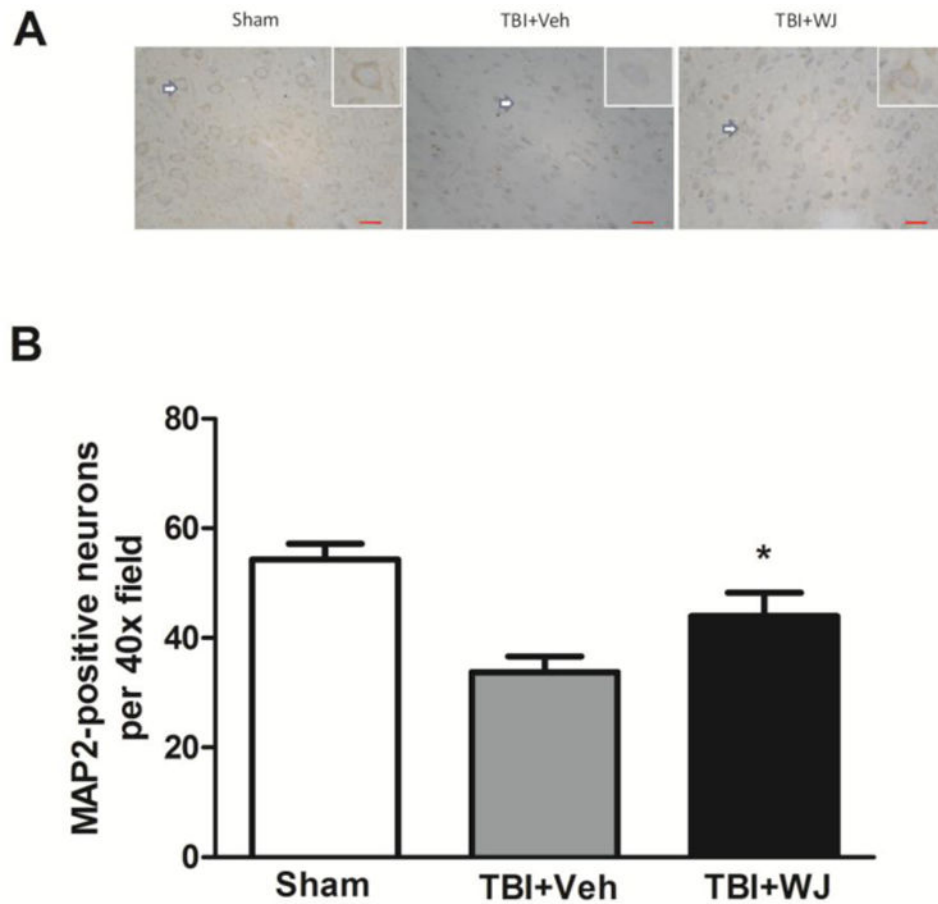 A
Sham
TBI+Veh
TBI+WJ
B
MAP2-positive neurons
per 40x field
80
60
40
20
0
*
Sham
TBI+Veh
TBI+WJ